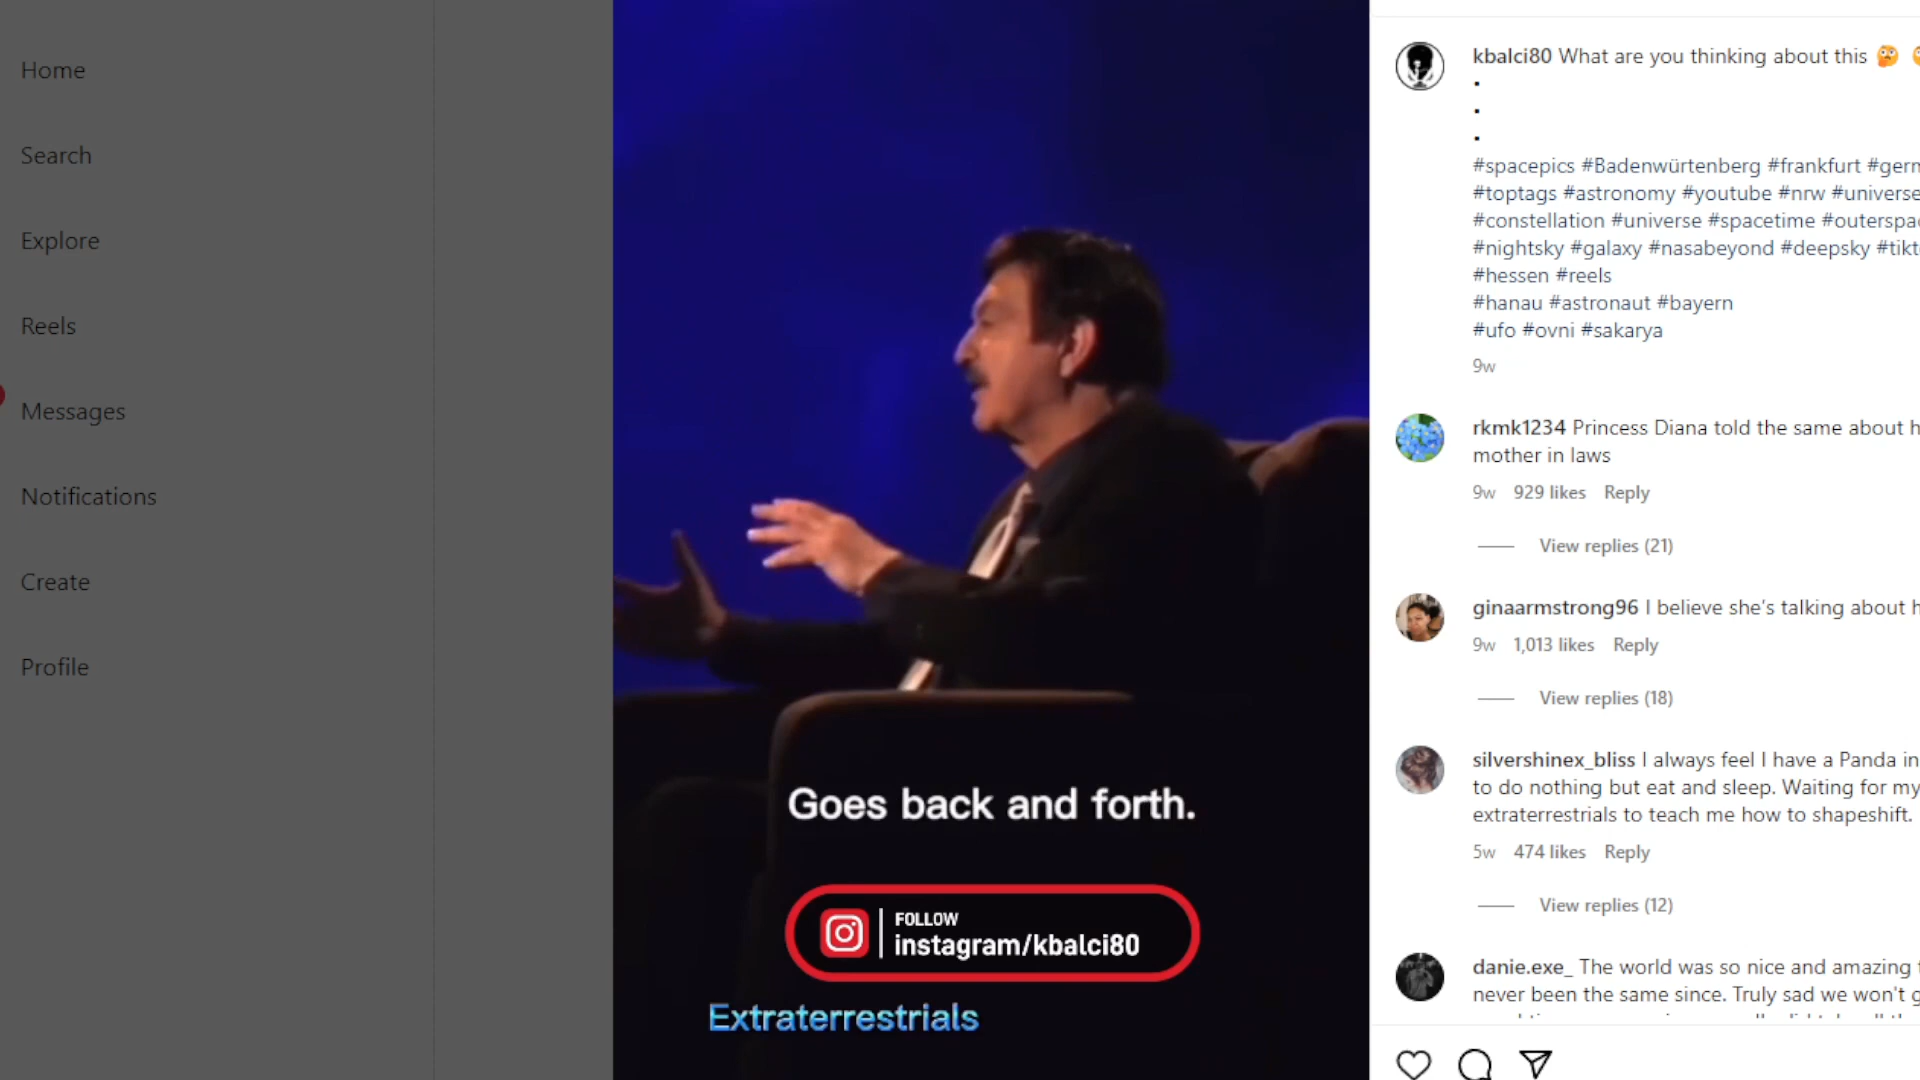 Home
Search
Explore
Reels
Messages
Notifications
Create
Profile
Goes back and forth.
FOLLOW
instagram/kbalci80
Extraterrestrials
kbalci80 What are you thinking about this 🤔
.
.
.
#spacepics #Badenwürtenberg #frankfurt #germ
#toptags #astronomy #youtube #nrw #universe
#constellation #universe #spacetime #outerspac
#nightsky #galaxy #nasabeyond #deepsky #tikt
#hessen #reels
#hanau #astronaut #bayern
#ufo #ovni #sakarya
9w
rkmk1234 Princess Diana told the same about h
mother in laws
9w 929 likes Reply
View replies (21)
ginaarmstrong96 I believe she's talking about h
9w 1,013 likes Reply
View replies (18)
silvershinex_bliss I always feel I have a Panda in
to do nothing but eat and sleep. Waiting for my
extraterrestrials to teach me how to shapeshift.
5w 474 likes Reply
View replies (12)
danie.exe_ The world was so nice and amazing
never been the same since. Truly sad we won't g